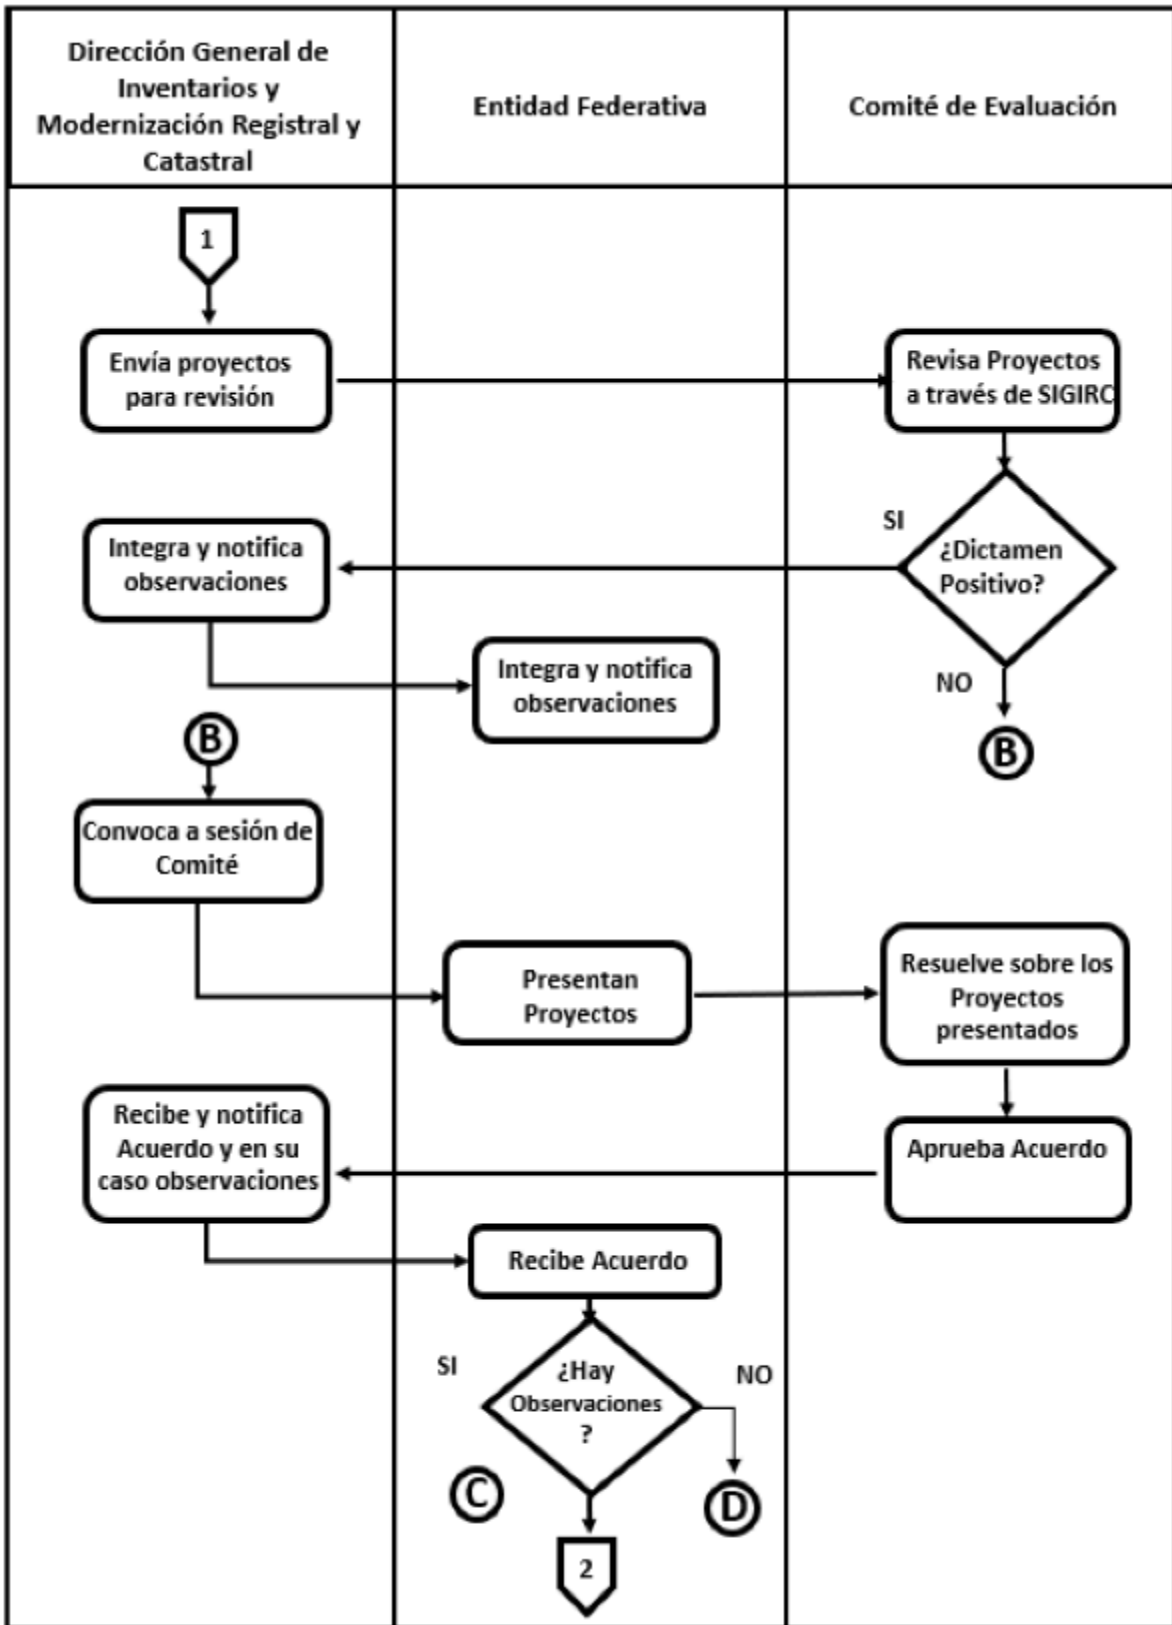 Dirección General de
Inventarios y
Modernización Registral y
Catastral
Entidad Federativa
Comité de Evaluación
1
Envía proyectos
para revisión
Revisa Proyectos
a través de SIGIRC
SI
¿Dictamen
Positivo?
NO
B
Integra y notifica
observaciones
Integra y notifica
observaciones
B
Convoca a sesión de
Comité
Presentan
Proyectos
Resuelve sobre los
Proyectos
presentados
Aprueba Acuerdo
Recibe y notifica
Acuerdo y en su
caso observaciones
Recibe Acuerdo
SI
¿Hay
Observaciones
?
NO
C
D
2